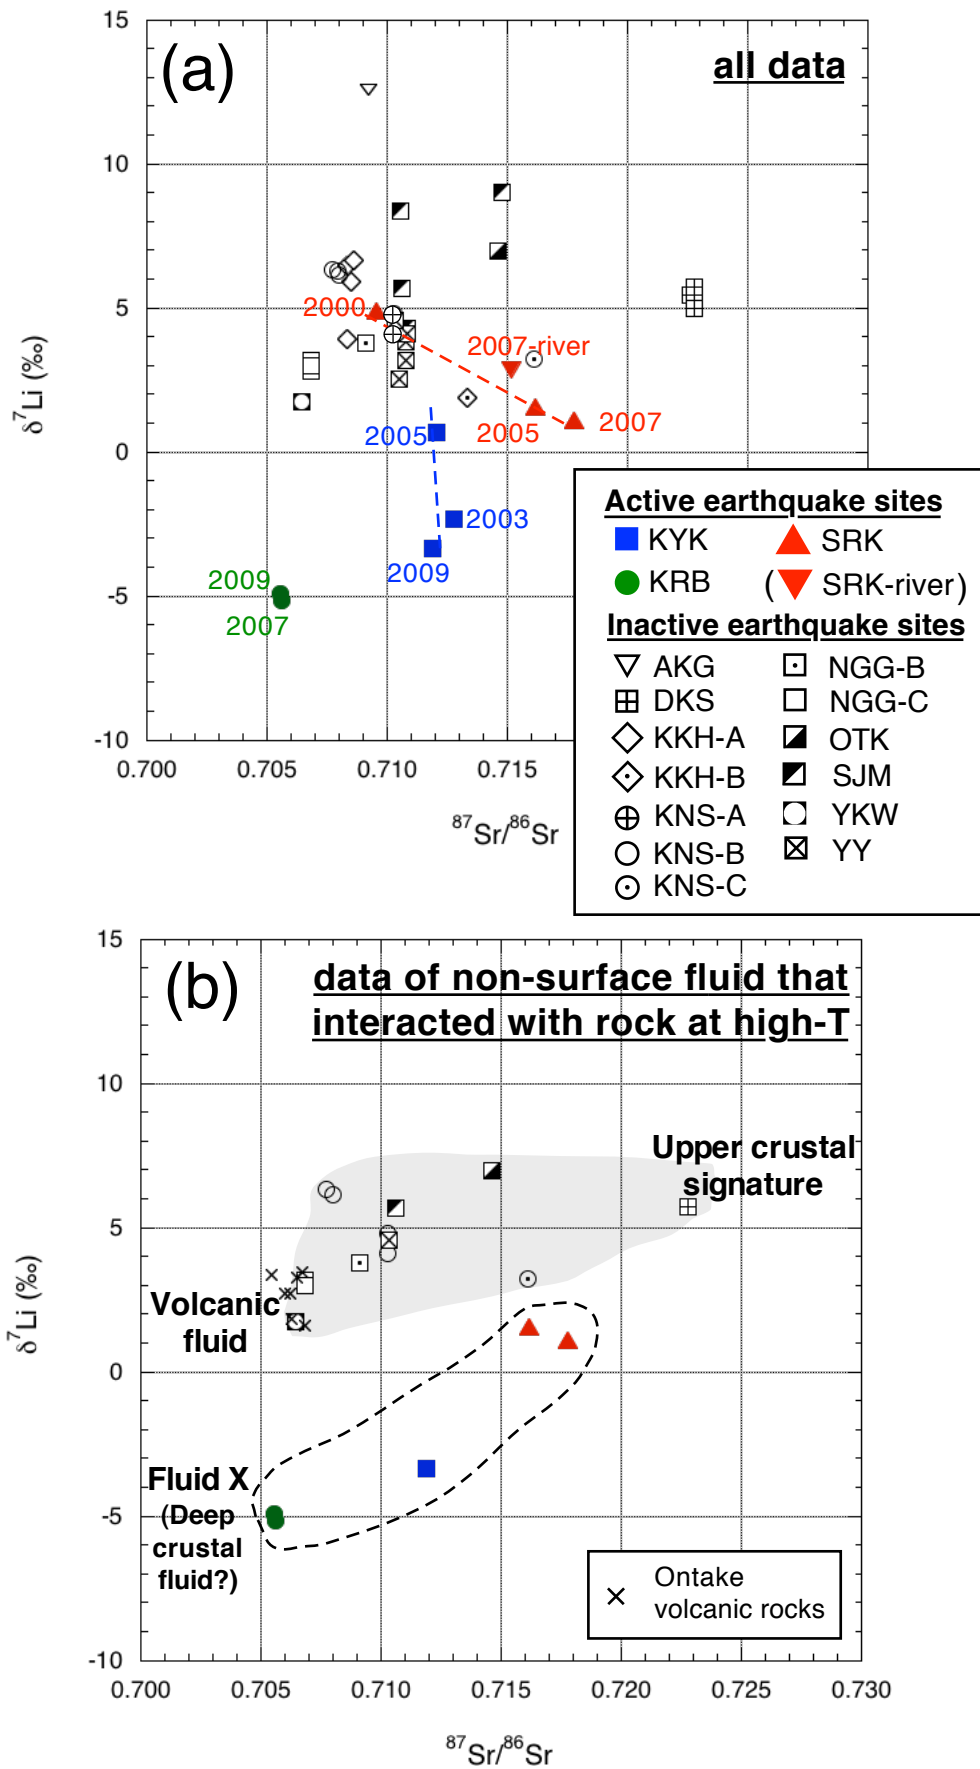 (a)
all data
15
10
5
0
-5
-10
δ7Li (‰)
2000
2007-river
2005
2007
2005
2003
2009
2009
2007
0.700
0.705
0.710
0.715
87Sr/86Sr
Active earthquake sites
KYK
SRK
KRB
(
SRK-river)
Inactive earthquake sites
AKG
NGG-B
DKS
NGG-C
KKH-A
OTK
KKH-B
SJM
KNS-A
YKW
KNS-B
YY
KNS-C
(b)
data of non-surface fluid that
interacted with rock at high-T
15
10
5
0
-5
-10
δ7Li (‰)
Upper crustal
signature
Volcanic
fluid
Fluid X
(Deep
crustal
fluid?)
Ontake
volcanic rocks
0.700
0.705
0.710
0.715
0.720
0.725
0.730
87Sr/86Sr